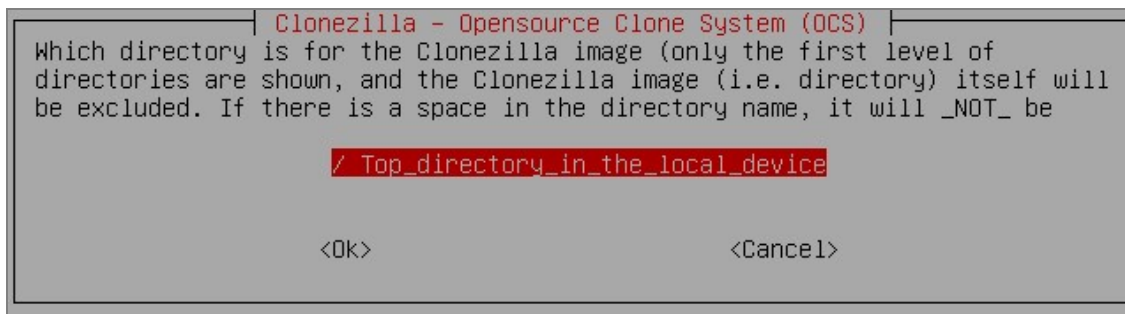 Clonezilla - Opensource Clone System (OCS)
Which directory is for the Clonezilla image (only the first level of
directories are shown, and the Clonezilla image (i.e. directory) itself will
be excluded. If there is a space in the directory name, it will _NOT_ be
/ Top_directory_in_the_local_device
<Ok> <Cancel>